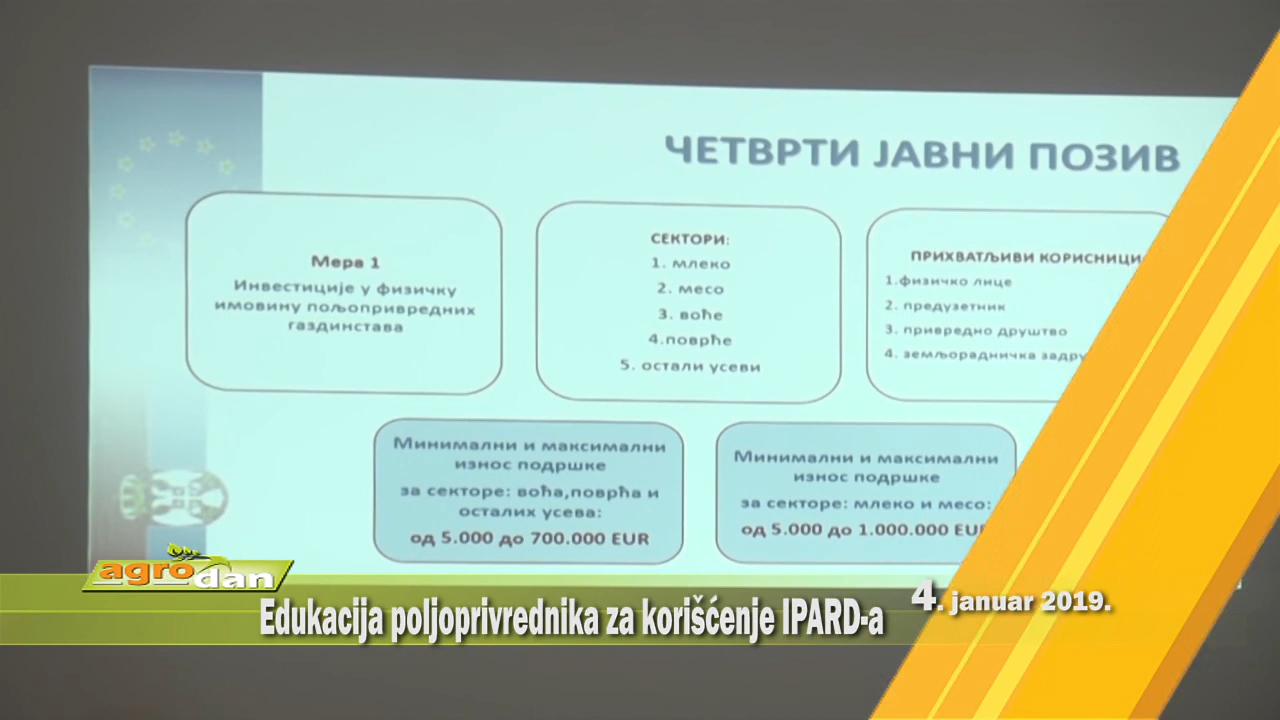 ЧЕТВРТИ ЈАВНИ ПОЗИВ
Мера 1
Инвестиције у физичку
имовину пољопривредних
газдинстава
СЕКТОРИ:
1. млеко
2. месо
3. воће
4.поврће
5. остали усеви
ПРИХВАТЉИВИ КОРИСНИЦИ
1.физичко лице
2. предузетник
3. привредно друштво
4. земљорадничка
Минимални и максимални
износ подршке
за секторе: воћа,поврћа и
осталих усева:
од 5.000 до 700.000 EUR
Минимални и максимални
износ подршке
за секторе: млеко и месо:
од 5.000 до 1.000.000 EUR
agrodan
Edukacija poljoprivrednika za korišćenje IPARD-a
4. januar 2019.